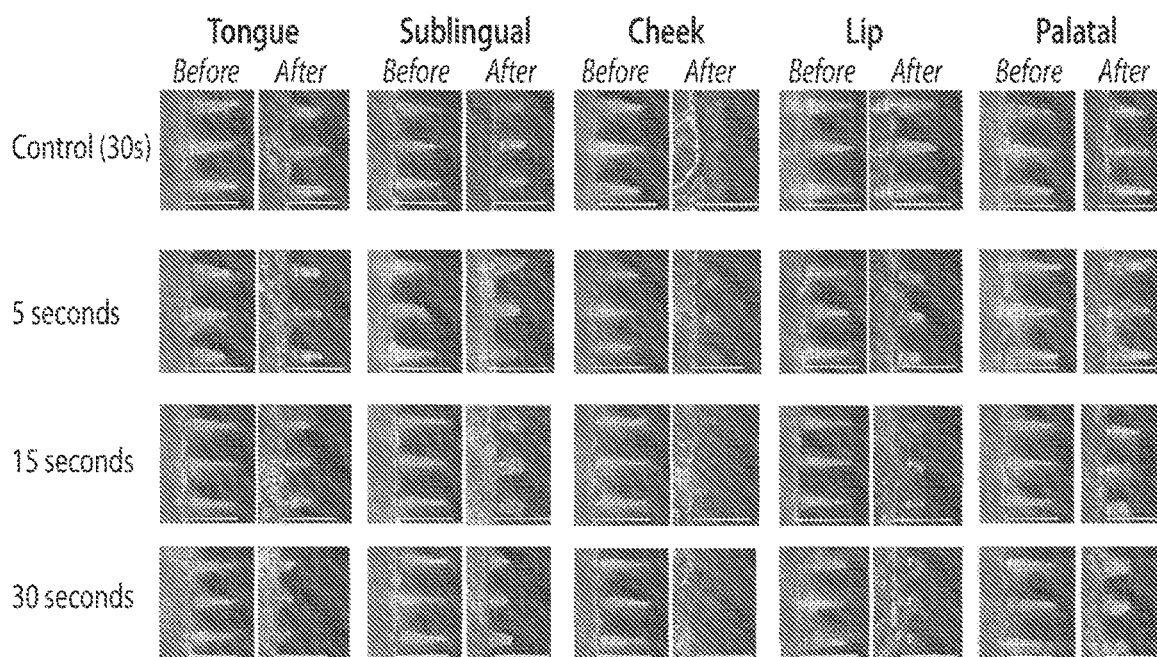 Tongue Sublingual Cheek Lip Palatal
Before After Before After Before After Before After Before After
Control (30s)
5 seconds
15 seconds
30 seconds